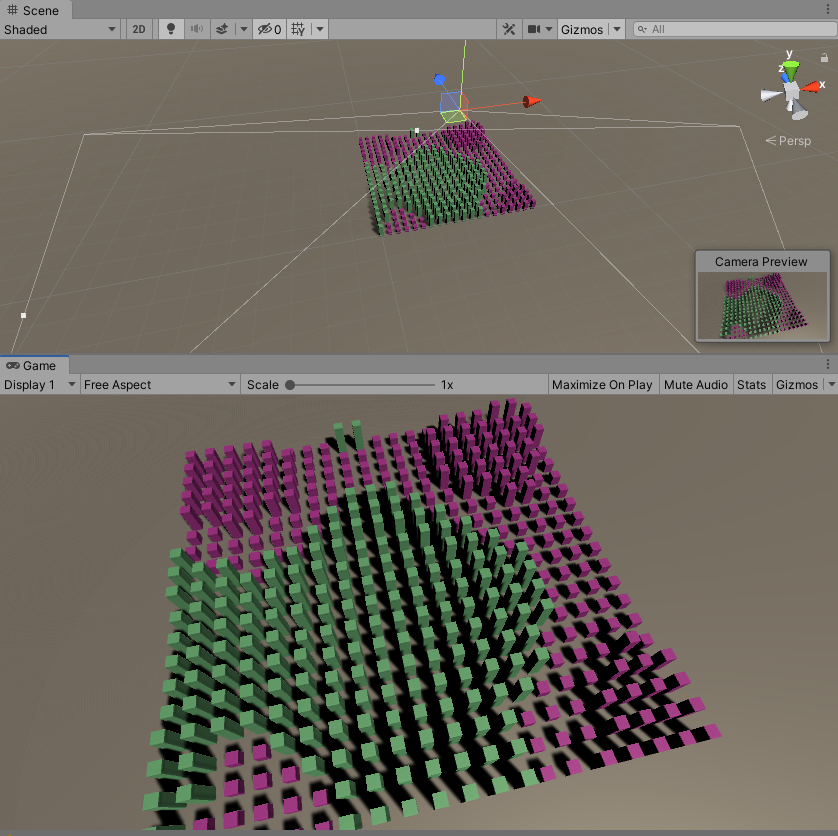 Scene
Shaded 2D 0 Gizmos All
y
z x
Persp
Camera Preview
Game
Display 1 Free Aspect Scale 1x Maximize On Play Mute Audio Stats Gizmos